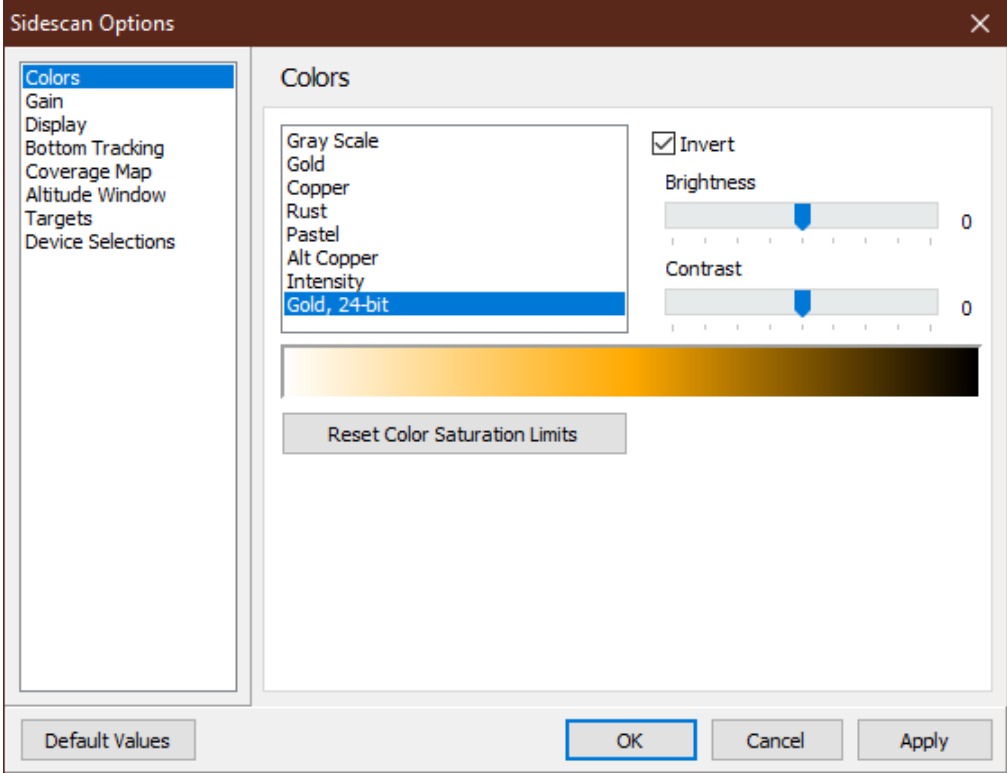 Sidescan Options
Colors
Gain
Display
Bottom Tracking
Coverage Map
Altitude Window
Targets
Device Selections
Colors
Gray Scale
Gold
Copper
Rust
Pastel
Alt Copper
Intensity
Gold, 24-bit
Invert
Brightness
0
Contrast
0
Reset Color Saturation Limits
Default Values
OK
Cancel
Apply